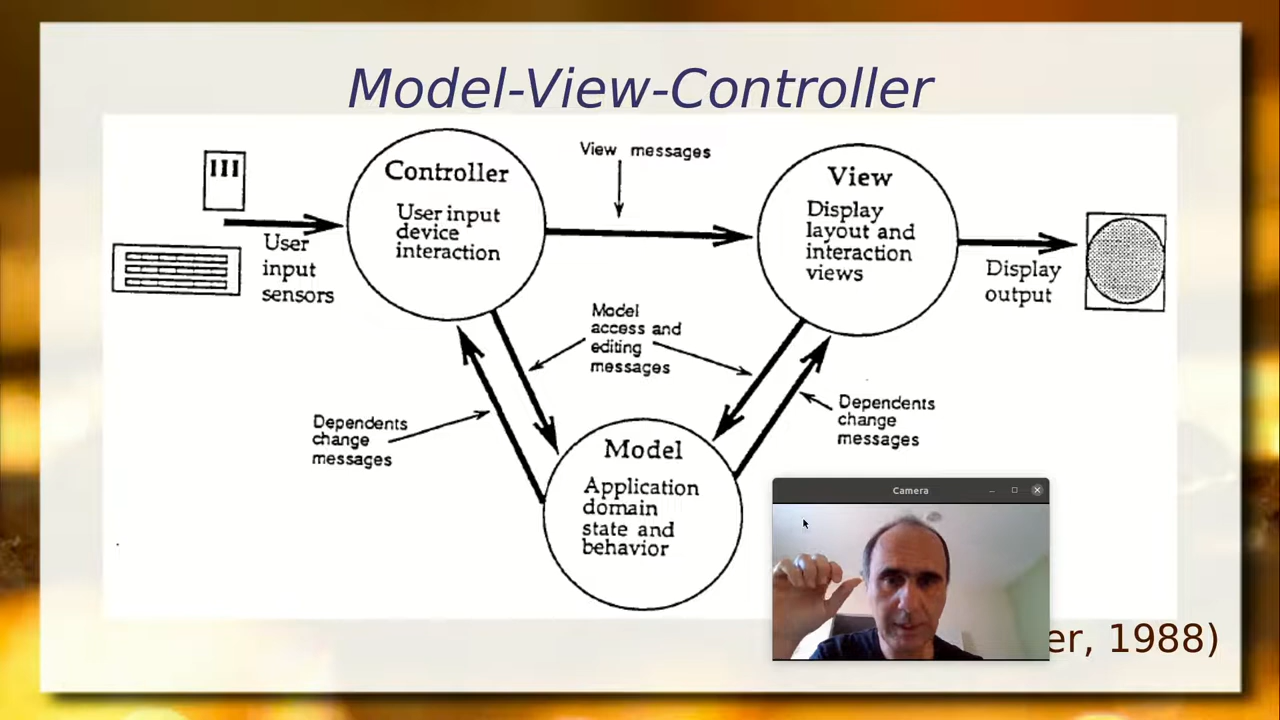 Model-View-Controller
View messages
Controller
User input
device
interaction
View
Display
layout and
interaction
views
User
input
sensors
Display
output
Model
access and
editing
messages
Dependents
change
messages
Dependents
change
messages
Model
Application
domain
state and
behavior
Camera
er, 1988)